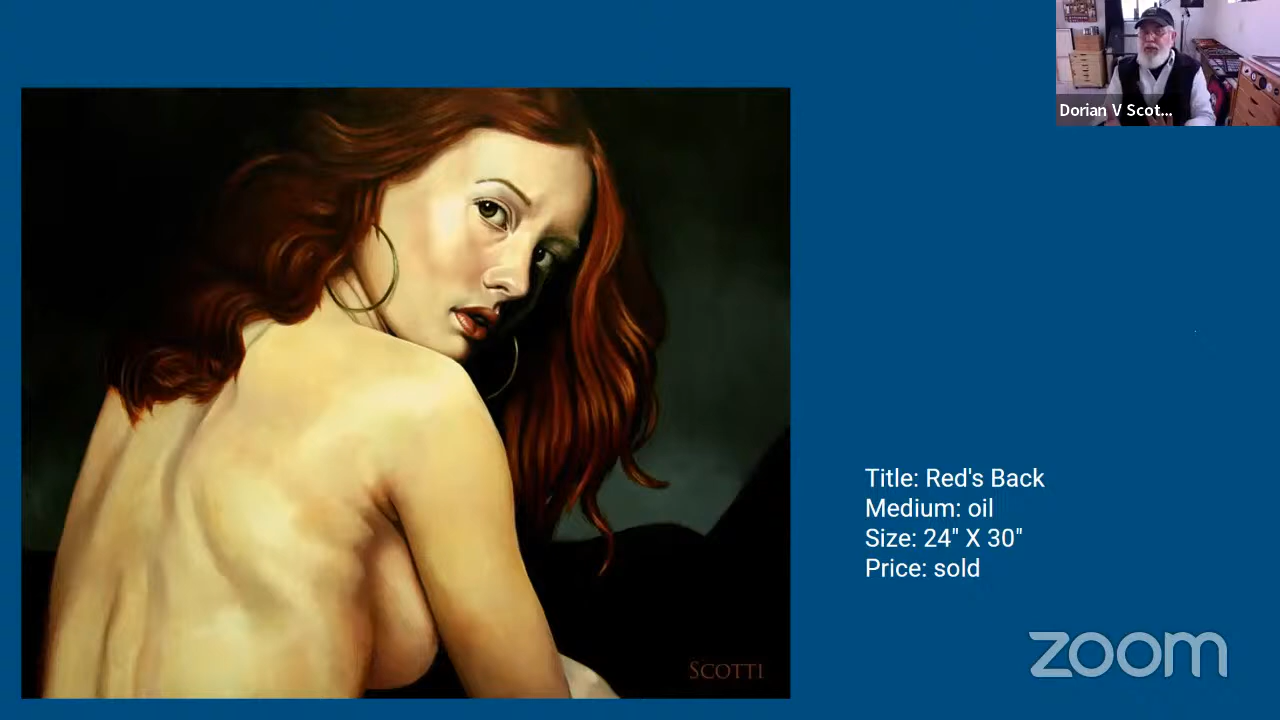 Dorian V Scot...
Title: Red's Back
Medium: oil
Size: 24" X 30"
Price: sold
SCOTTI
zoom